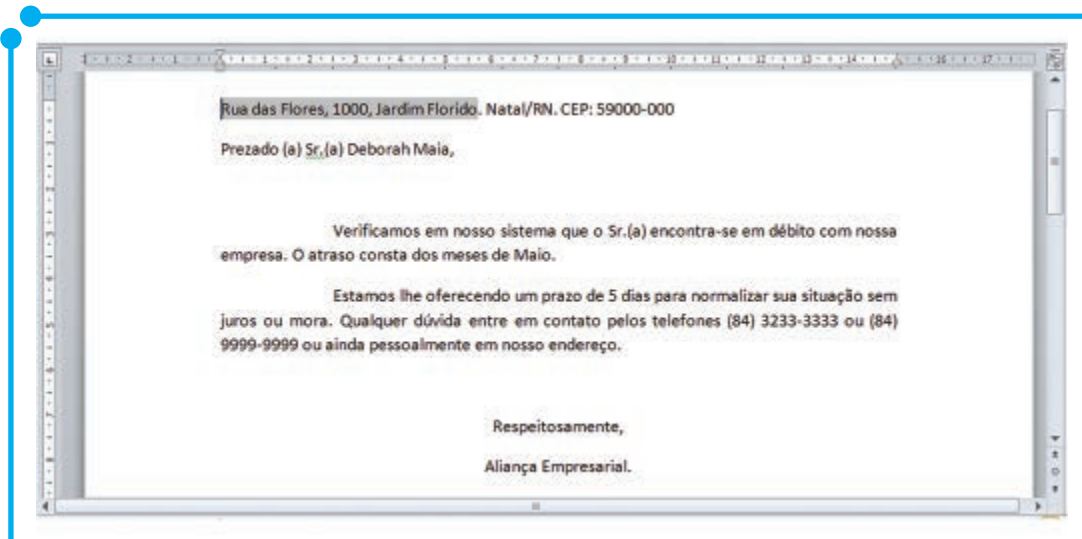 Rua das Flores, 1000, Jardim Florido. Natal/RN. CEP: 59000-000
Prezado (a) Sr.(a) Deborah Maia,
Verificamos em nosso sistema que o Sr.(a) encontra-se em débito com nossa
empresa. O atraso consta dos meses de Maio.
Estamos lhe oferecendo um prazo de 5 dias para normalizar sua situação sem
juros ou mora. Qualquer dúvida entre em contato pelos telefones (84) 3233-3333 ou (84)
9999-9999 ou ainda pessoalmente em nosso endereço.
Respeitosamente,
Aliança Empresarial.